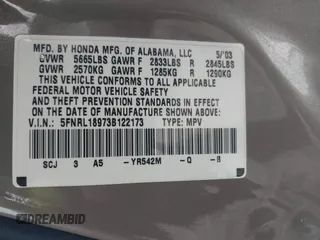 MFD. BY HONDA MFG. OF ALABAMA, LLC 5/'03
GVWR 5665LBS GAWR F 2833LBS R 2845LBS
GVWR 2570KG GAWR F 1285KG R 1290KG
THIS VEHICLE CONFORMS TO ALL APPLICABLE
FEDERAL MOTOR VEHICLE SAFETY
AND THEFT PREVENTION STANDARDS IN EFFECT
ON THE DATE OF MANUFACTURE SHOWN ABOVE.
V.I.N.: 5FNRL18973B122173 TYPE: MPV
SCJ 3 A5 -YR542M -Q -B
DREAMBID